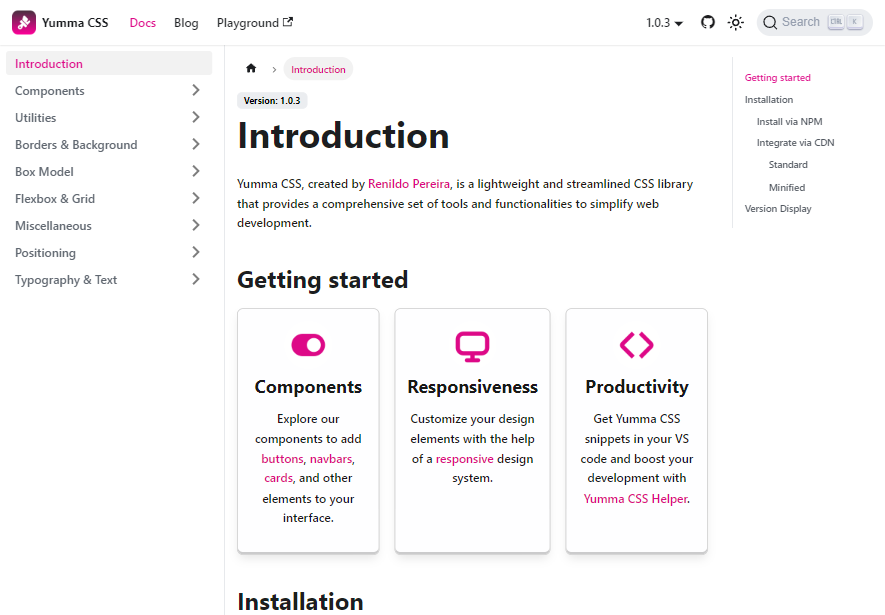 Yumma CSS
Docs
Blog
Playground
1.0.3
Search
CTRL
K
Introduction
Components
Utilities
Borders & Background
Box Model
Flexbox & Grid
Miscellaneous
Positioning
Typography & Text
Introduction
Version: 1.0.3
Introduction
Yumma CSS, created by Renildo Pereira, is a lightweight and streamlined CSS library
that provides a comprehensive set of tools and functionalities to simplify web
development.
Getting started
Components
Explore our
components to add
buttons, navbars,
cards, and other
elements to your
interface.
Responsiveness
Customize your design
elements with the help
of a responsive design
system.
Productivity
Get Yumma CSS
snippets in your VS
code and boost your
development with
Yumma CSS Helper.
Installation
Getting started
Installation
Install via NPM
Integrate via CDN
Standard
Minified
Version Display